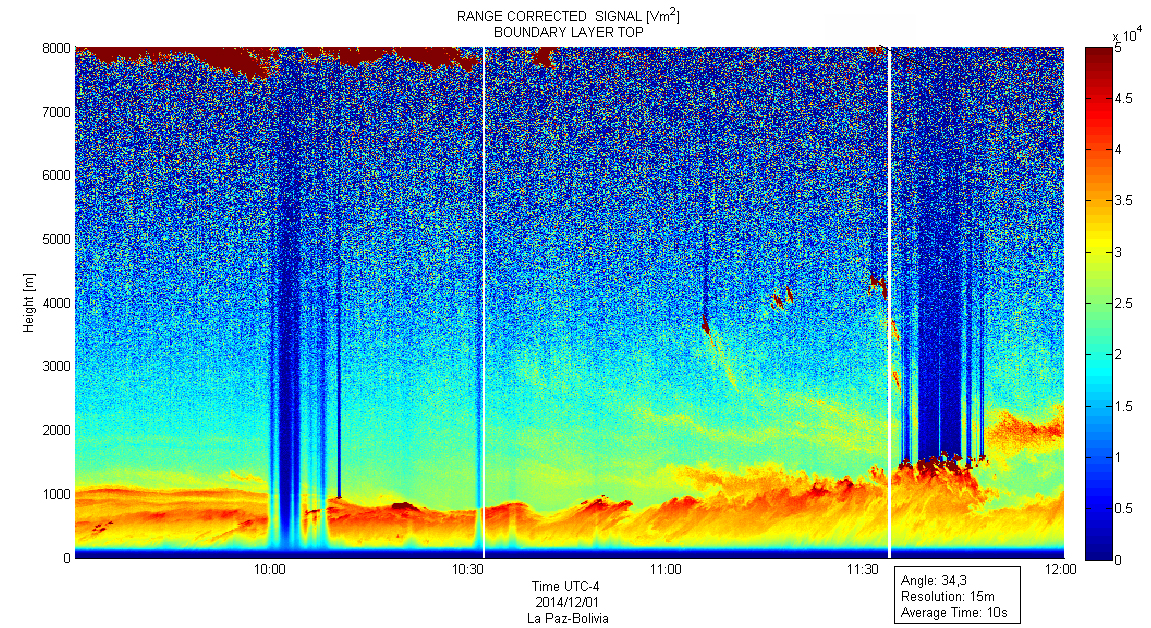 RANGE CORRECTED SIGNAL [Vm2]
BOUNDARY LAYER TOP
x 10^4
Height [m]
8000
7000
6000
5000
4000
3000
2000
1000
0
5
4.5
4
3.5
3
2.5
2
1.5
1
0.5
0
10:00 10:30 11:00 11:30 12:00
Time UTC-4
2014/12/01
La Paz-Bolivia
Angle: 34,3
Resolution: 15m
Average Time: 10s